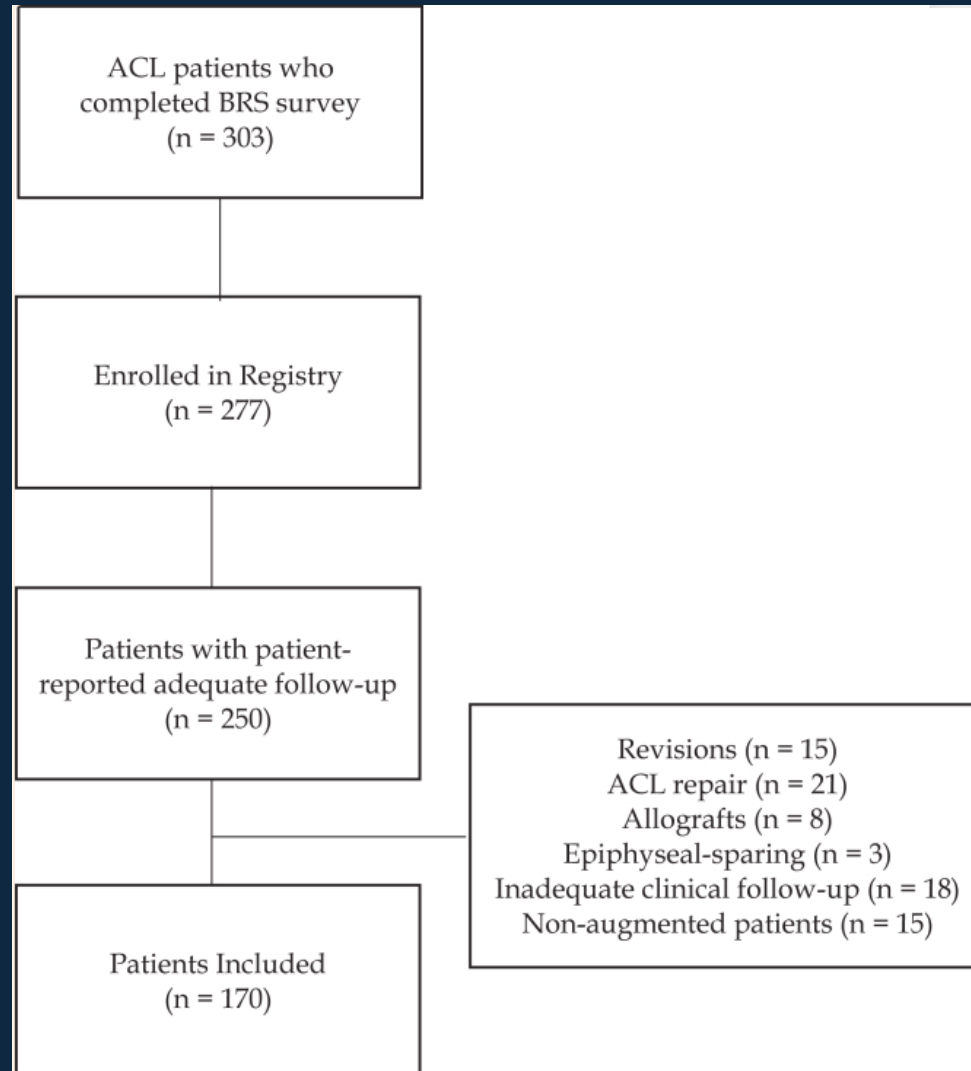 ACL patients who
completed BRS survey
(n = 303)
Enrolled in Registry
(n = 277)
Patients with patient-
reported adequate follow-up
(n = 250)
Revisions (n = 15)
ACL repair (n = 21)
Allografts (n = 8)
Epiphyseal-sparing (n = 3)
Inadequate clinical follow-up (n = 18)
Non-augmented patients (n = 15)
Patients Included
(n = 170)